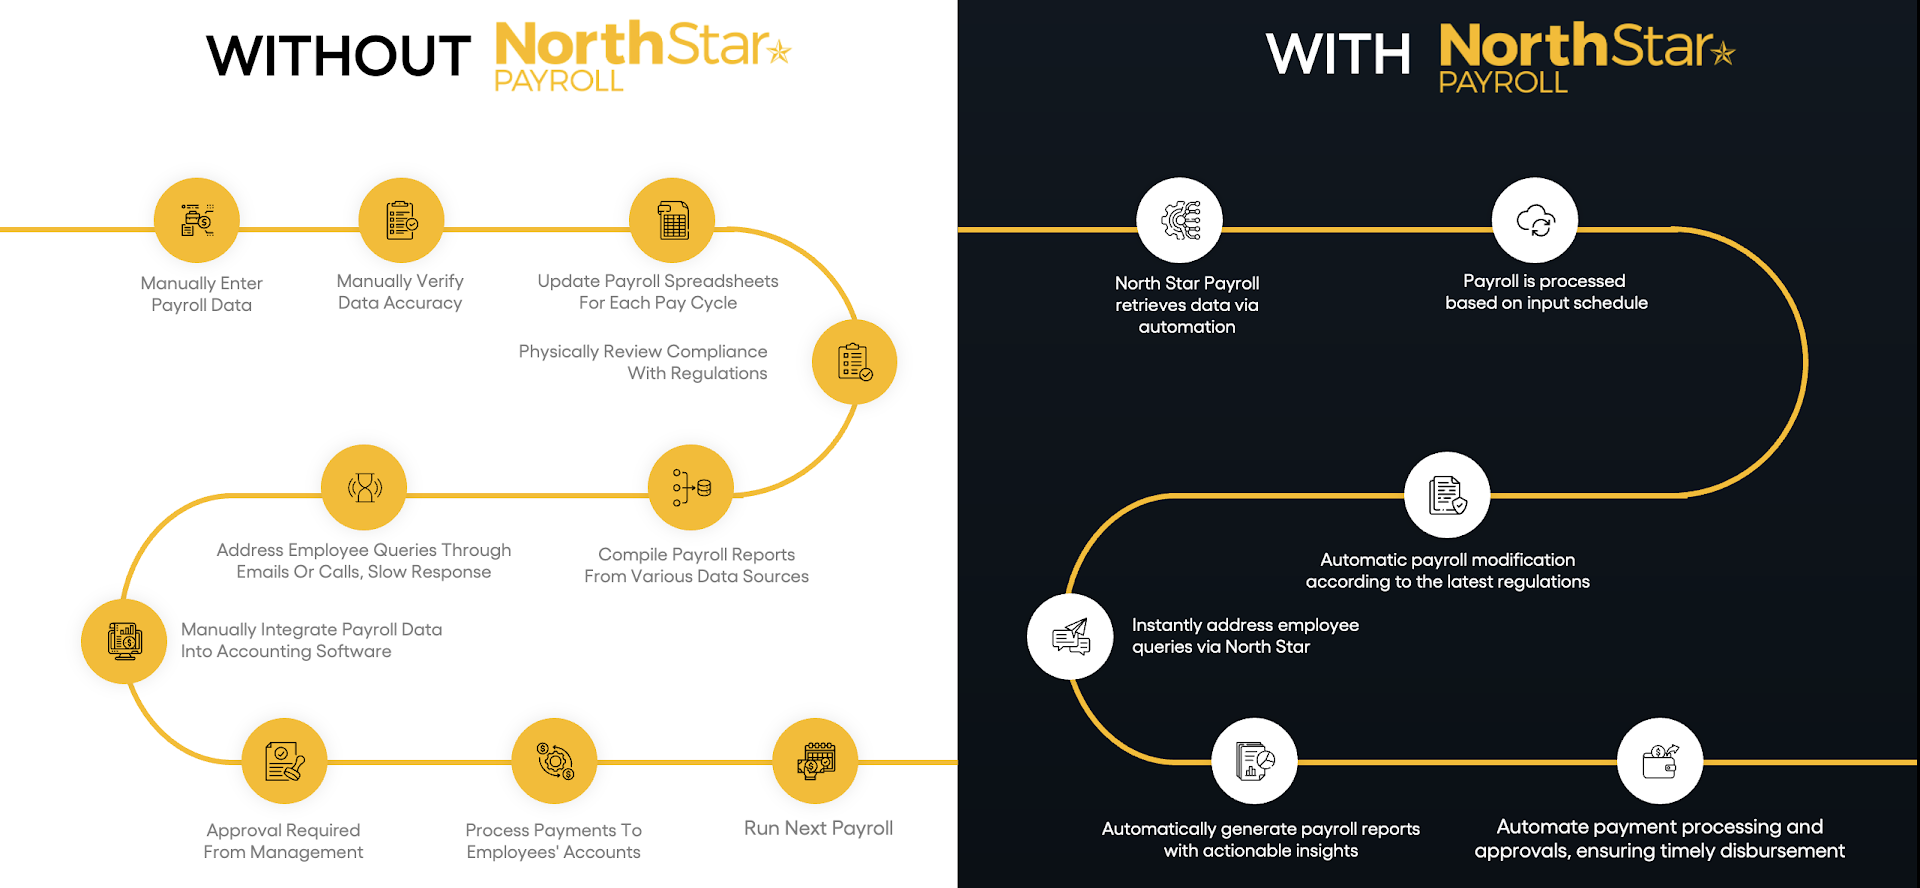 WITHOUT NorthStar
PAYROLL
Manually Enter
Payroll Data
Manually Verify
Data Accuracy
Update Payroll Spreadsheets
For Each Pay Cycle
Physically Review Compliance
With Regulations
Address Employee Queries Through
Emails Or Calls, Slow Response
Compile Payroll Reports
From Various Data Sources
Manually Integrate Payroll Data
Into Accounting Software
Approval Required
From Management
Process Payments To
Employees' Accounts
Run Next Payroll
WITH NorthStar
PAYROLL
North Star Payroll
retrieves data via
automation
Payroll is processed
based on input schedule
Automatic payroll modification
according to the latest regulations
Instantly address employee
queries via North Star
Automatically generate payroll reports
with actionable insights
Automate payment processing and
approvals, ensuring timely disbursement